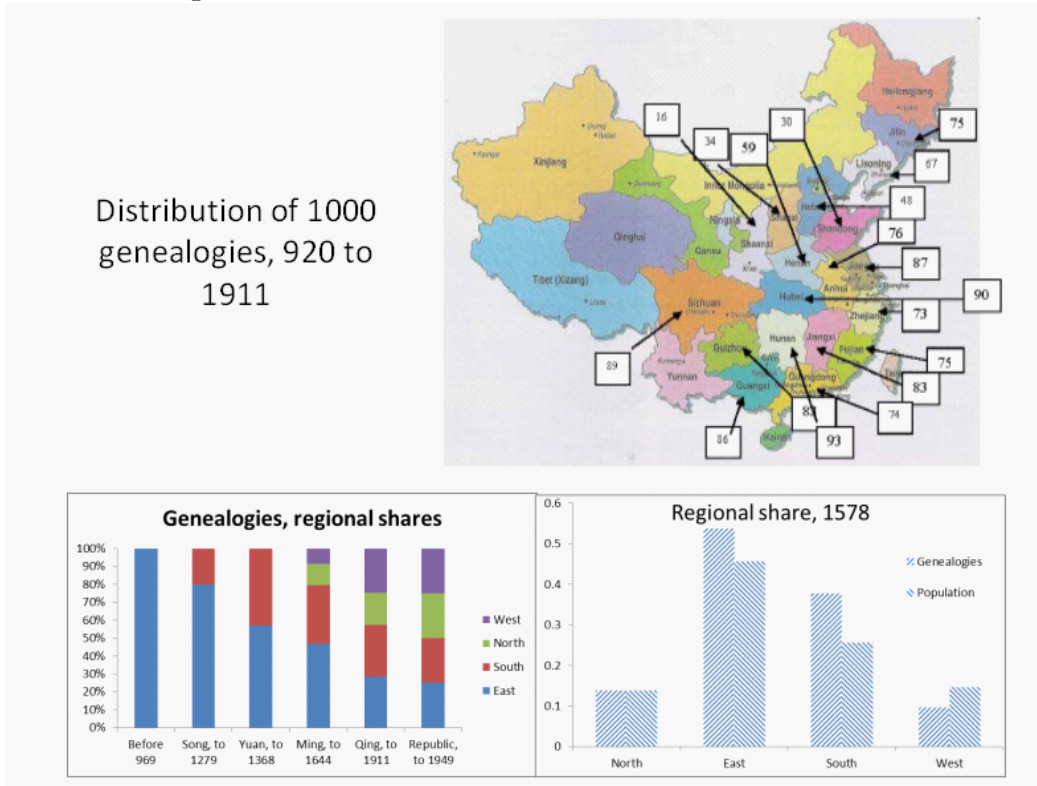 Distribution of 1000
genealogies, 920 to
1911
Heilongjiang
Jilin
75
Liaoning
67
16
34
59
30
48
Xinjiang
Inner Mongolia
Shanxi
Shandong
76
Ningxia
Qinghai
Ganxu
Shaanxi
Henan
87
Tibet (Xizang)
Anhui
Shanghai
90
Sichuan
Hubei
Zhejiang
73
Hunan
Jiangxi
Guizhou
Fujian
75
89
Yunnan
Guangxi
Guangdong
83
74
86
93
Hainan
Genealogies, regional shares
100%
90%
80%
70%
60%
50%
40%
30%
20%
10%
0%
West
North
South
East
Before
969
Song, to
1279
Yuan, to
1368
Ming, to
1644
Qing, to
1911
Republic,
to 1949
Regional share, 1578
0.6
0.5
0.4
0.3
0.2
0.1
0
Genealogies
Population
North
East
South
West